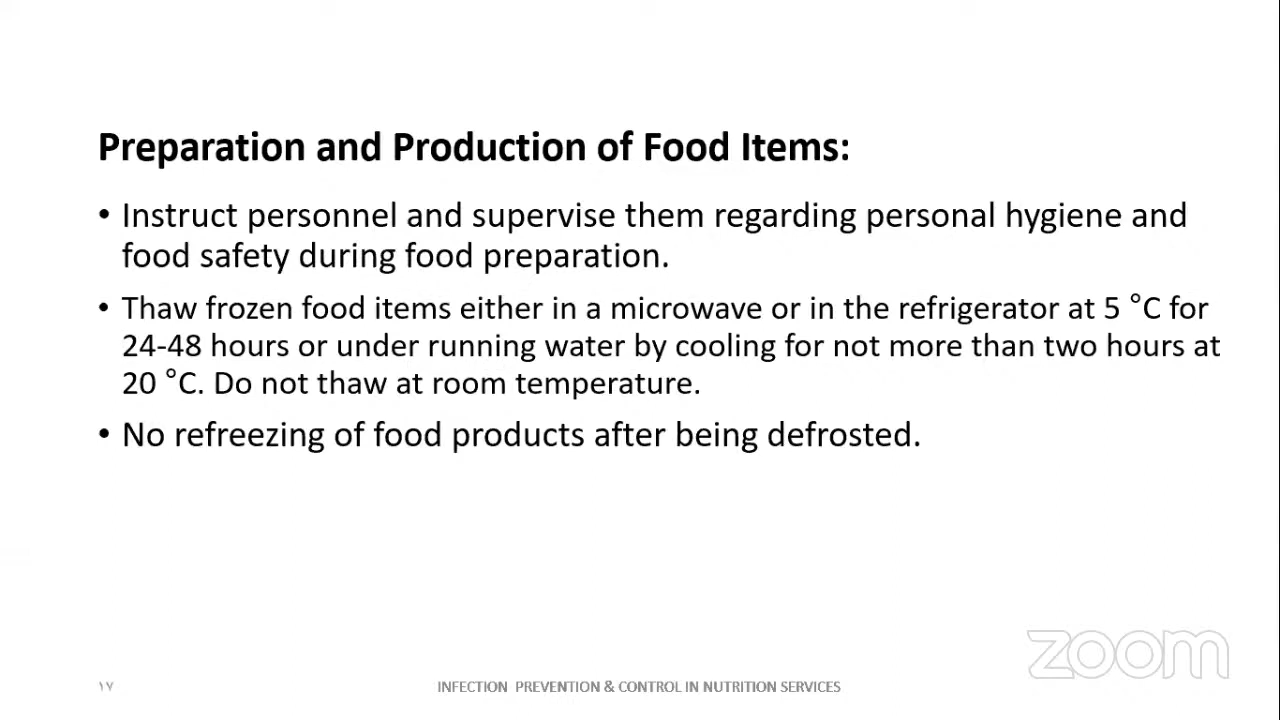 Preparation and Production of Food Items:
• Instruct personnel and supervise them regarding personal hygiene and
food safety during food preparation.
• Thaw frozen food items either in a microwave or in the refrigerator at 5 °C for
24-48 hours or under running water by cooling for not more than two hours at
20 °C. Do not thaw at room temperature.
• No refreezing of food products after being defrosted.
zoom
١٧
INFECTION PREVENTION & CONTROL IN NUTRITION SERVICES